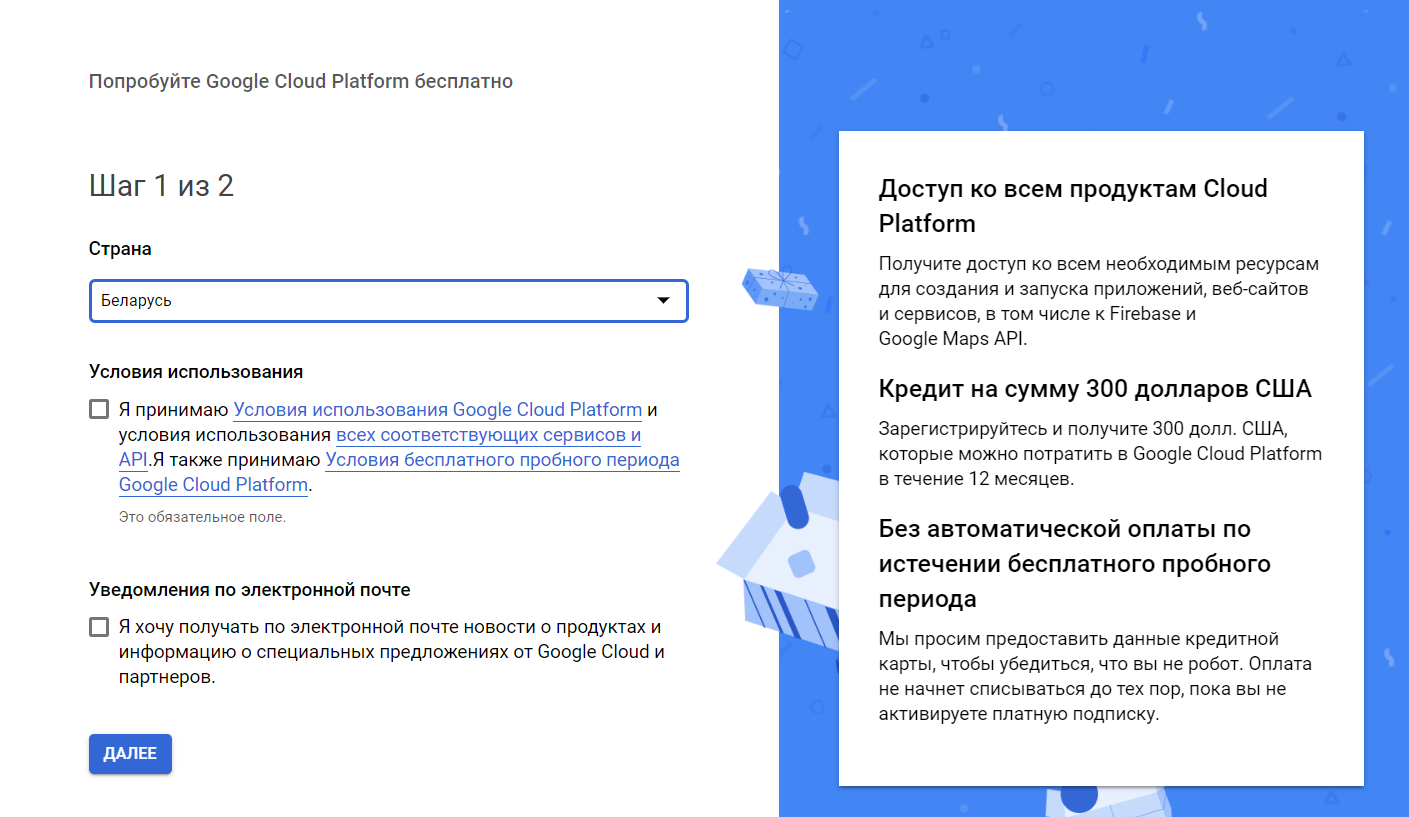 Попробуйте Google Cloud Platform бесплатно
Шаг 1 из 2
Страна
Беларусь
Условия использования
Я принимаю Условия использования Google Cloud Platform и
условия использования всех соответствующих сервисов и
API.Я также принимаю Условия бесплатного пробного периода
Google Cloud Platform.
Это обязательное поле.
Уведомления по электронной почте
Я хочу получать по электронной почте новости о продуктах и
информацию о специальных предложениях от Google Cloud и
партнеров.
ДАЛЕЕ
Доступ ко всем продуктам Cloud
Platform
Получите доступ ко всем необходимым ресурсам
для создания и запуска приложений, веб-сайтов
и сервисов, в том числе к Firebase и
Google Maps API.
Кредит на сумму 300 долларов США
Зарегистрируйтесь и получите 300 долл. США,
которые можно потратить в Google Cloud Platform
в течение 12 месяцев.
Без автоматической оплаты по
истечении бесплатного пробного
периода
Мы просим предоставить данные кредитной
карты, чтобы убедиться, что вы не робот. Оплата
не начнет списываться до тех пор, пока вы не
активируете платную подписку.